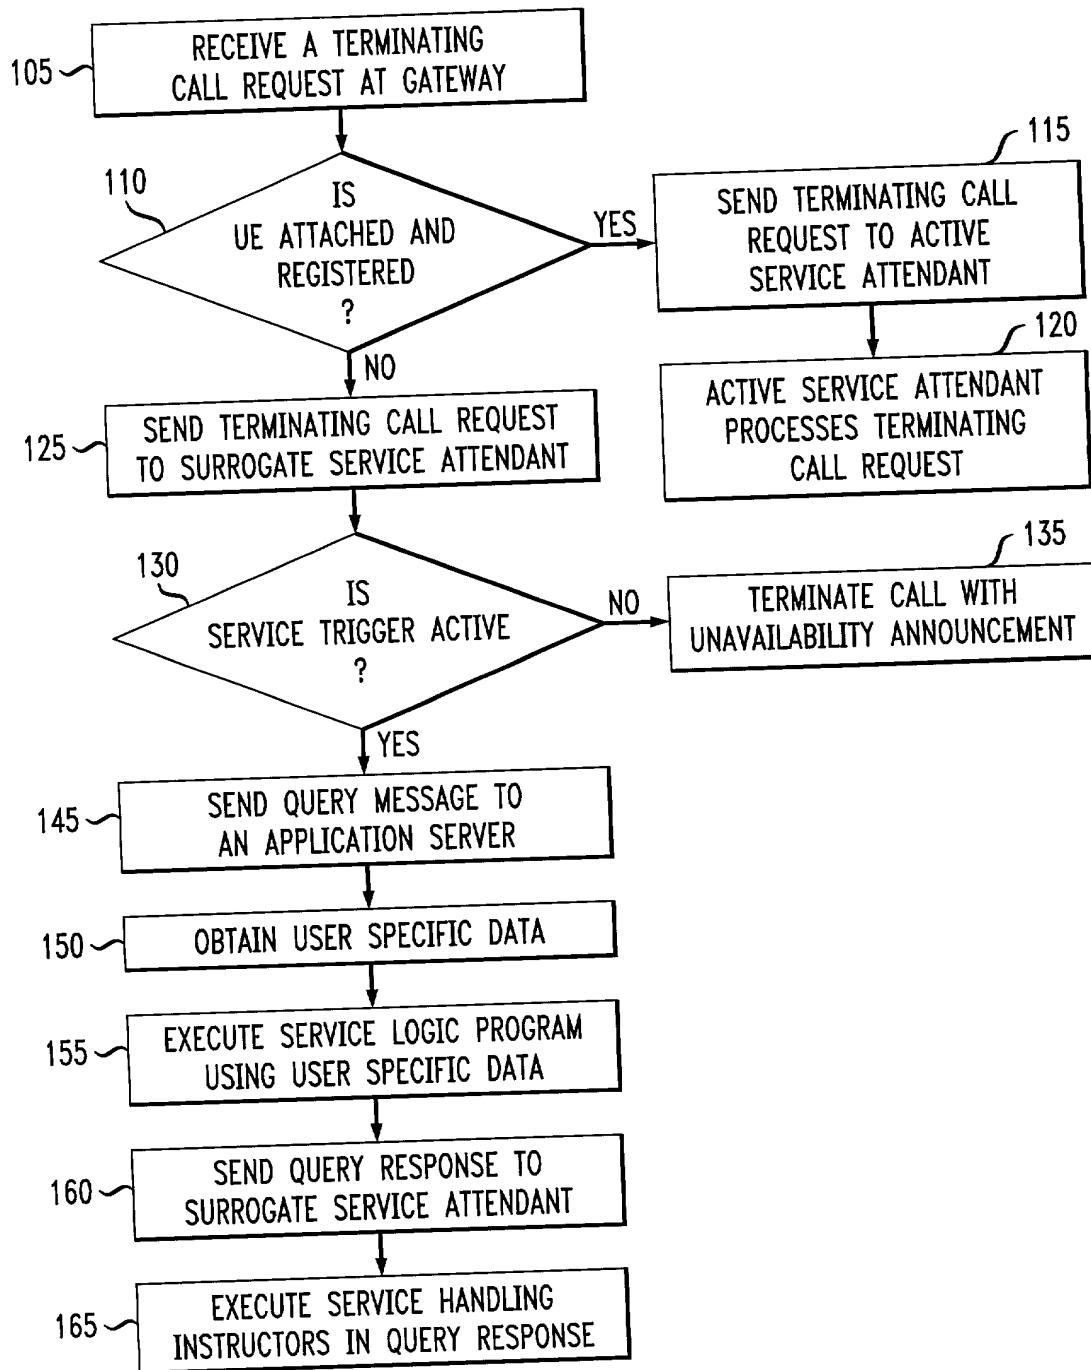 105
RECEIVE A TERMINATING
CALL REQUEST AT GATEWAY
110
IS
UE ATTACHED AND
REGISTERED
?
YES
115
SEND TERMINATING CALL
REQUEST TO ACTIVE
SERVICE ATTENDANT
120
ACTIVE SERVICE ATTENDANT
PROCESSES TERMINATING
CALL REQUEST
NO
125
SEND TERMINATING CALL REQUEST
TO SURROGATE SERVICE ATTENDANT
130
IS
SERVICE TRIGGER ACTIVE
?
NO
135
TERMINATE CALL WITH
UNAVAILABILITY ANNOUNCEMENT
YES
145
SEND QUERY MESSAGE TO
AN APPLICATION SERVER
150
OBTAIN USER SPECIFIC DATA
155
EXECUTE SERVICE LOGIC PROGRAM
USING USER SPECIFIC DATA
160
SEND QUERY RESPONSE TO
SURROGATE SERVICE ATTENDANT
165
EXECUTE SERVICE HANDLING
INSTRUCTORS IN QUERY RESPONSE